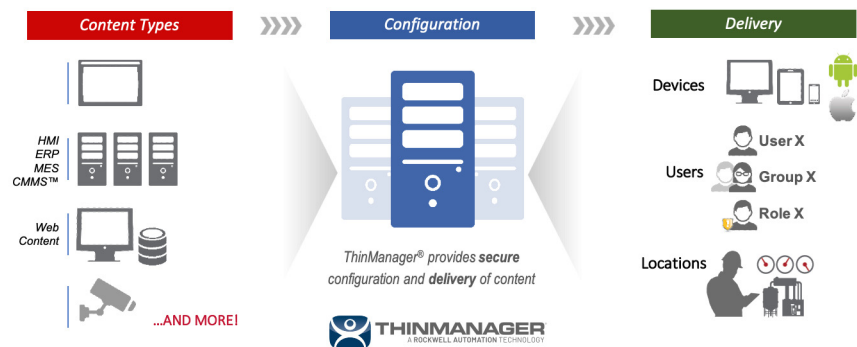 Content Types
Configuration
Delivery
HMI
ERP
MES
CMMS™
Web
Content
...AND MORE!
ThinManager® provides secure
configuration and delivery of content
THINMANAGER®
A ROCKWELL AUTOMATION TECHNOLOGY
Devices
Users
User X
Group X
Role X
Locations